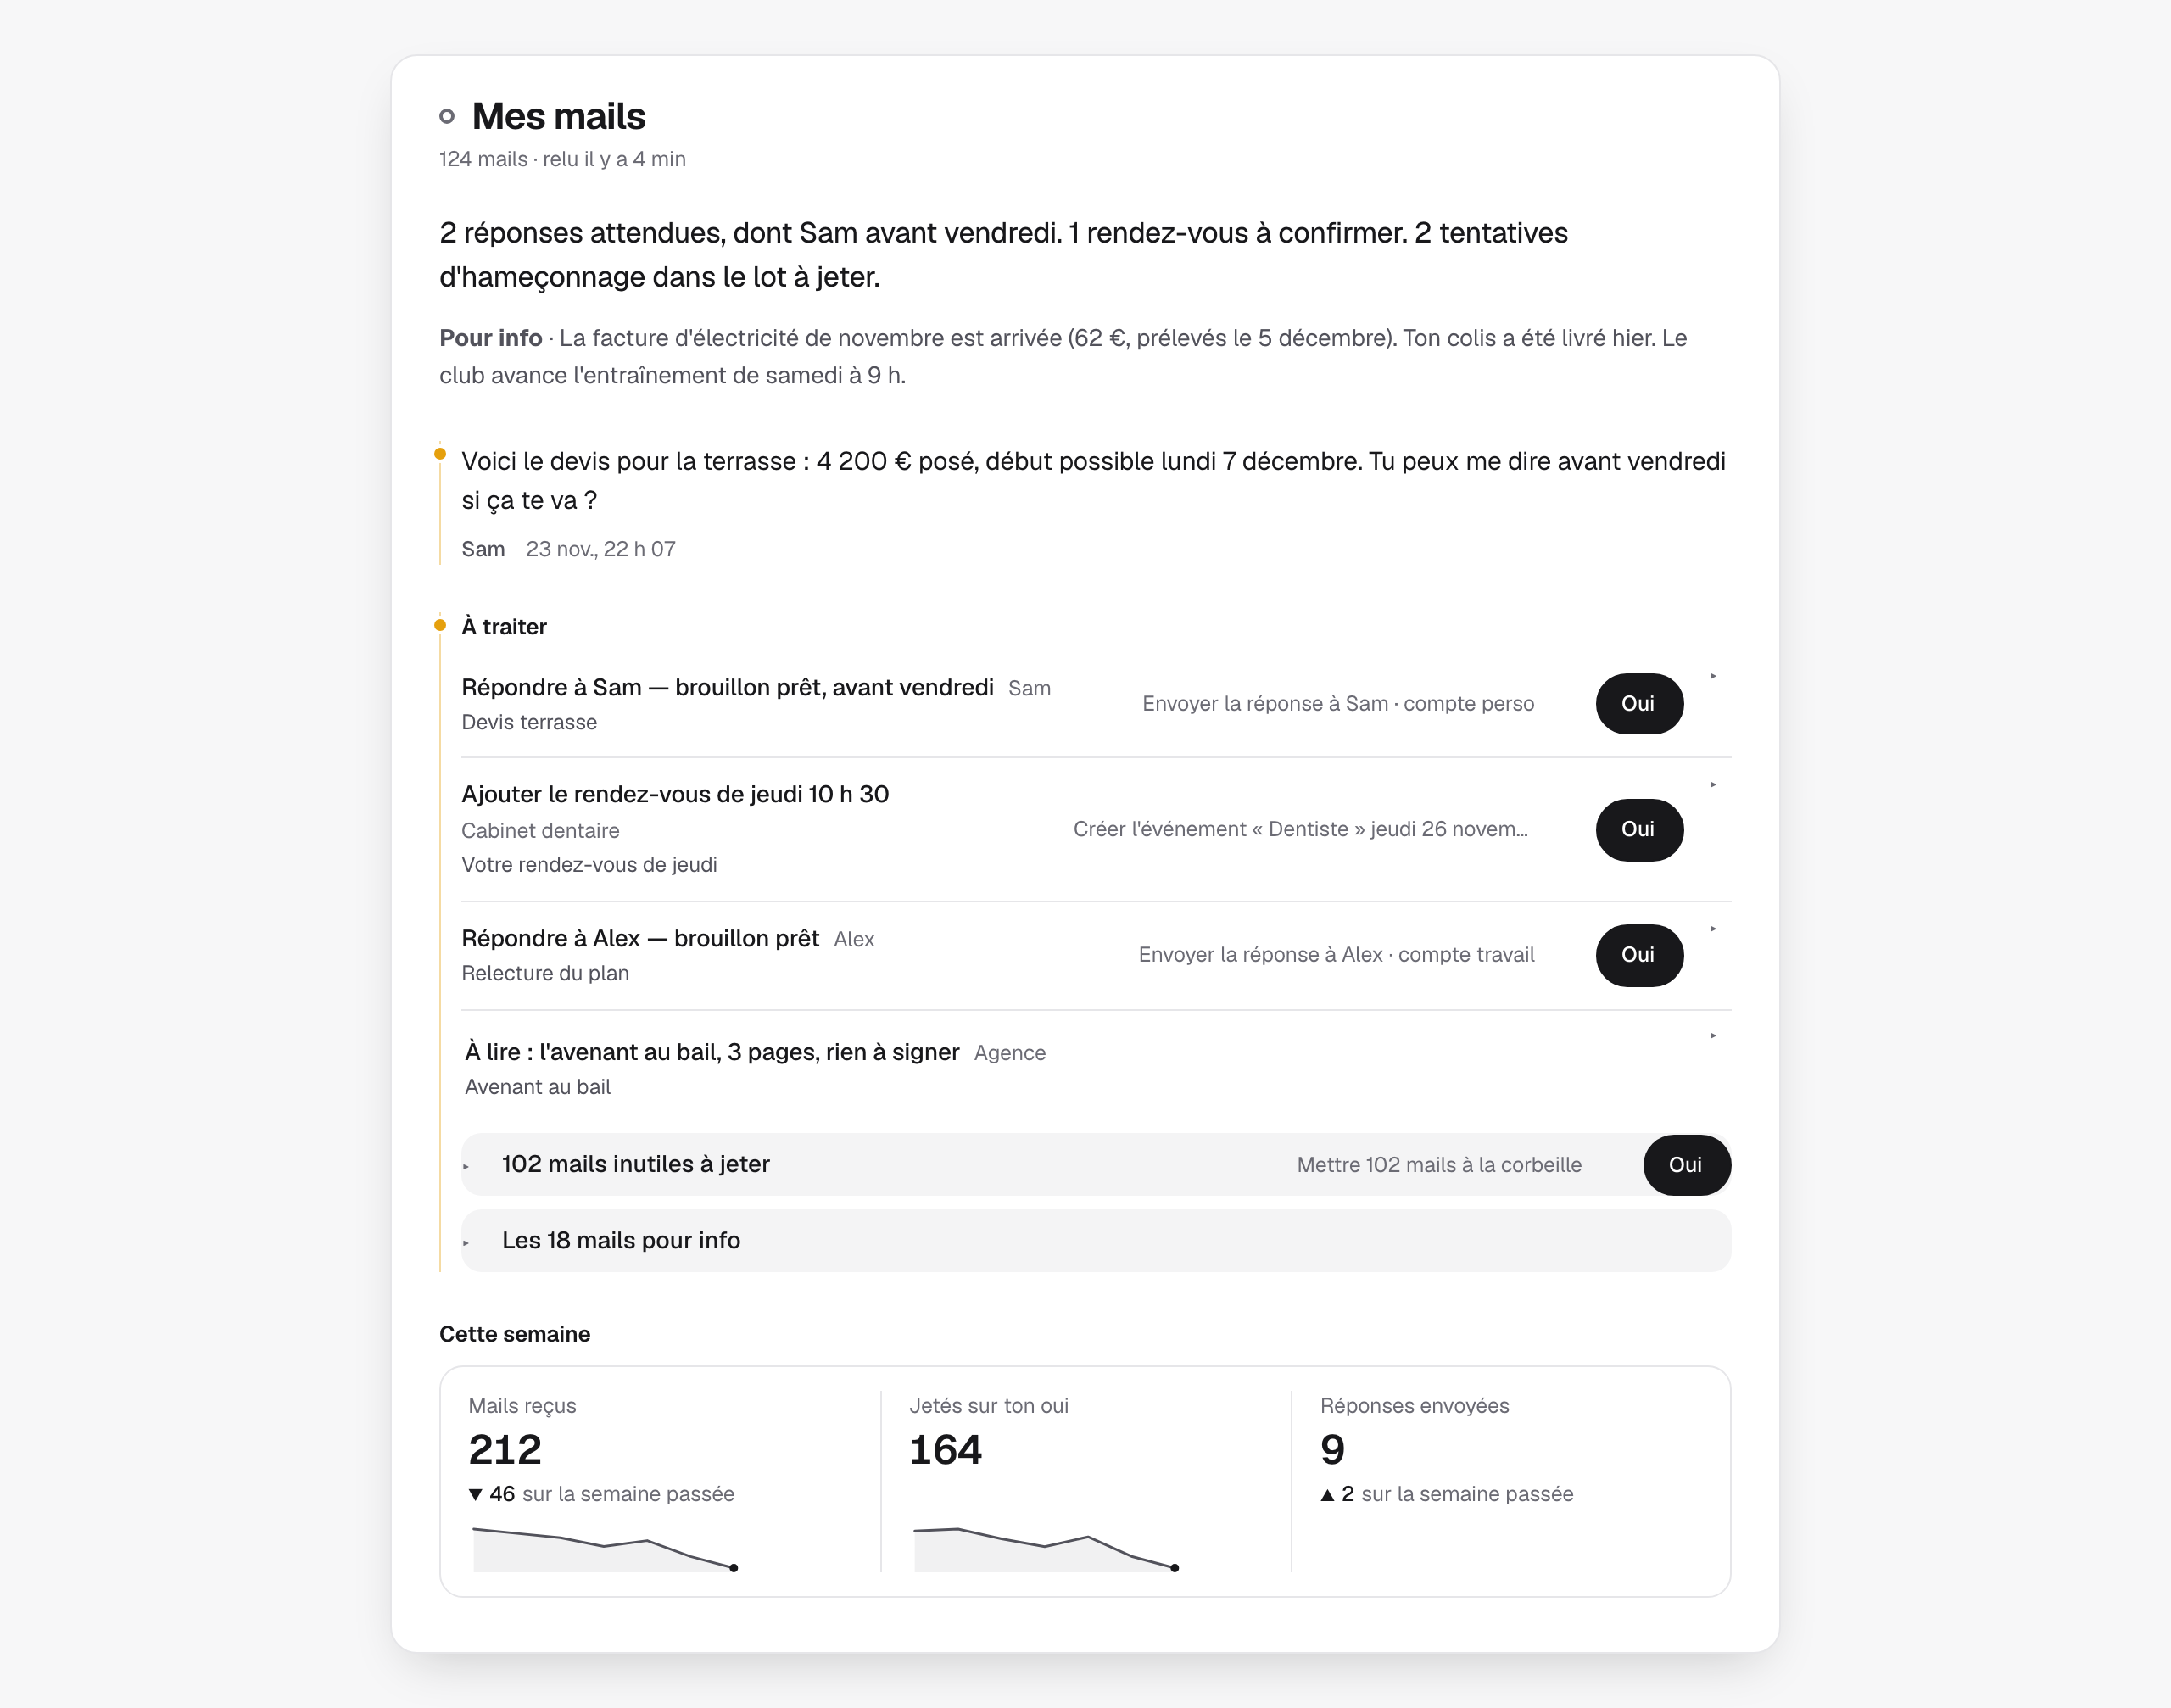 Mes mails
124 mails · relu il y a 4 min
2 réponses attendues, dont Sam avant vendredi. 1 rendez-vous à confirmer. 2 tentatives
d'hameçonnage dans le lot à jeter.
Pour info · La facture d'électricité de novembre est arrivée (62 €, prélevés le 5 décembre). Ton colis a été livré hier. Le
club avance l'entraînement de samedi à 9 h.
Voici le devis pour la terrasse : 4 200 € posé, début possible lundi 7 décembre. Tu peux me dire avant vendredi
si ça te va ?
Sam 23 nov., 22 h 07
À traiter
Répondre à Sam — brouillon prêt, avant vendredi Sam
Devis terrasse
Envoyer la réponse à Sam · compte perso
Oui
Ajouter le rendez-vous de jeudi 10 h 30
Cabinet dentaire
Votre rendez-vous de jeudi
Créer l'événement « Dentiste » jeudi 26 novem...
Oui
Répondre à Alex — brouillon prêt Alex
Relecture du plan
Envoyer la réponse à Alex · compte travail
Oui
À lire : l'avenant au bail, 3 pages, rien à signer Agence
Avenant au bail
102 mails inutiles à jeter
Mettre 102 mails à la corbeille
Oui
Les 18 mails pour info
Cette semaine
Mails reçus
212
▼ 46 sur la semaine passée
Jetés sur ton oui
164
Réponses envoyées
9
▲ 2 sur la semaine passée